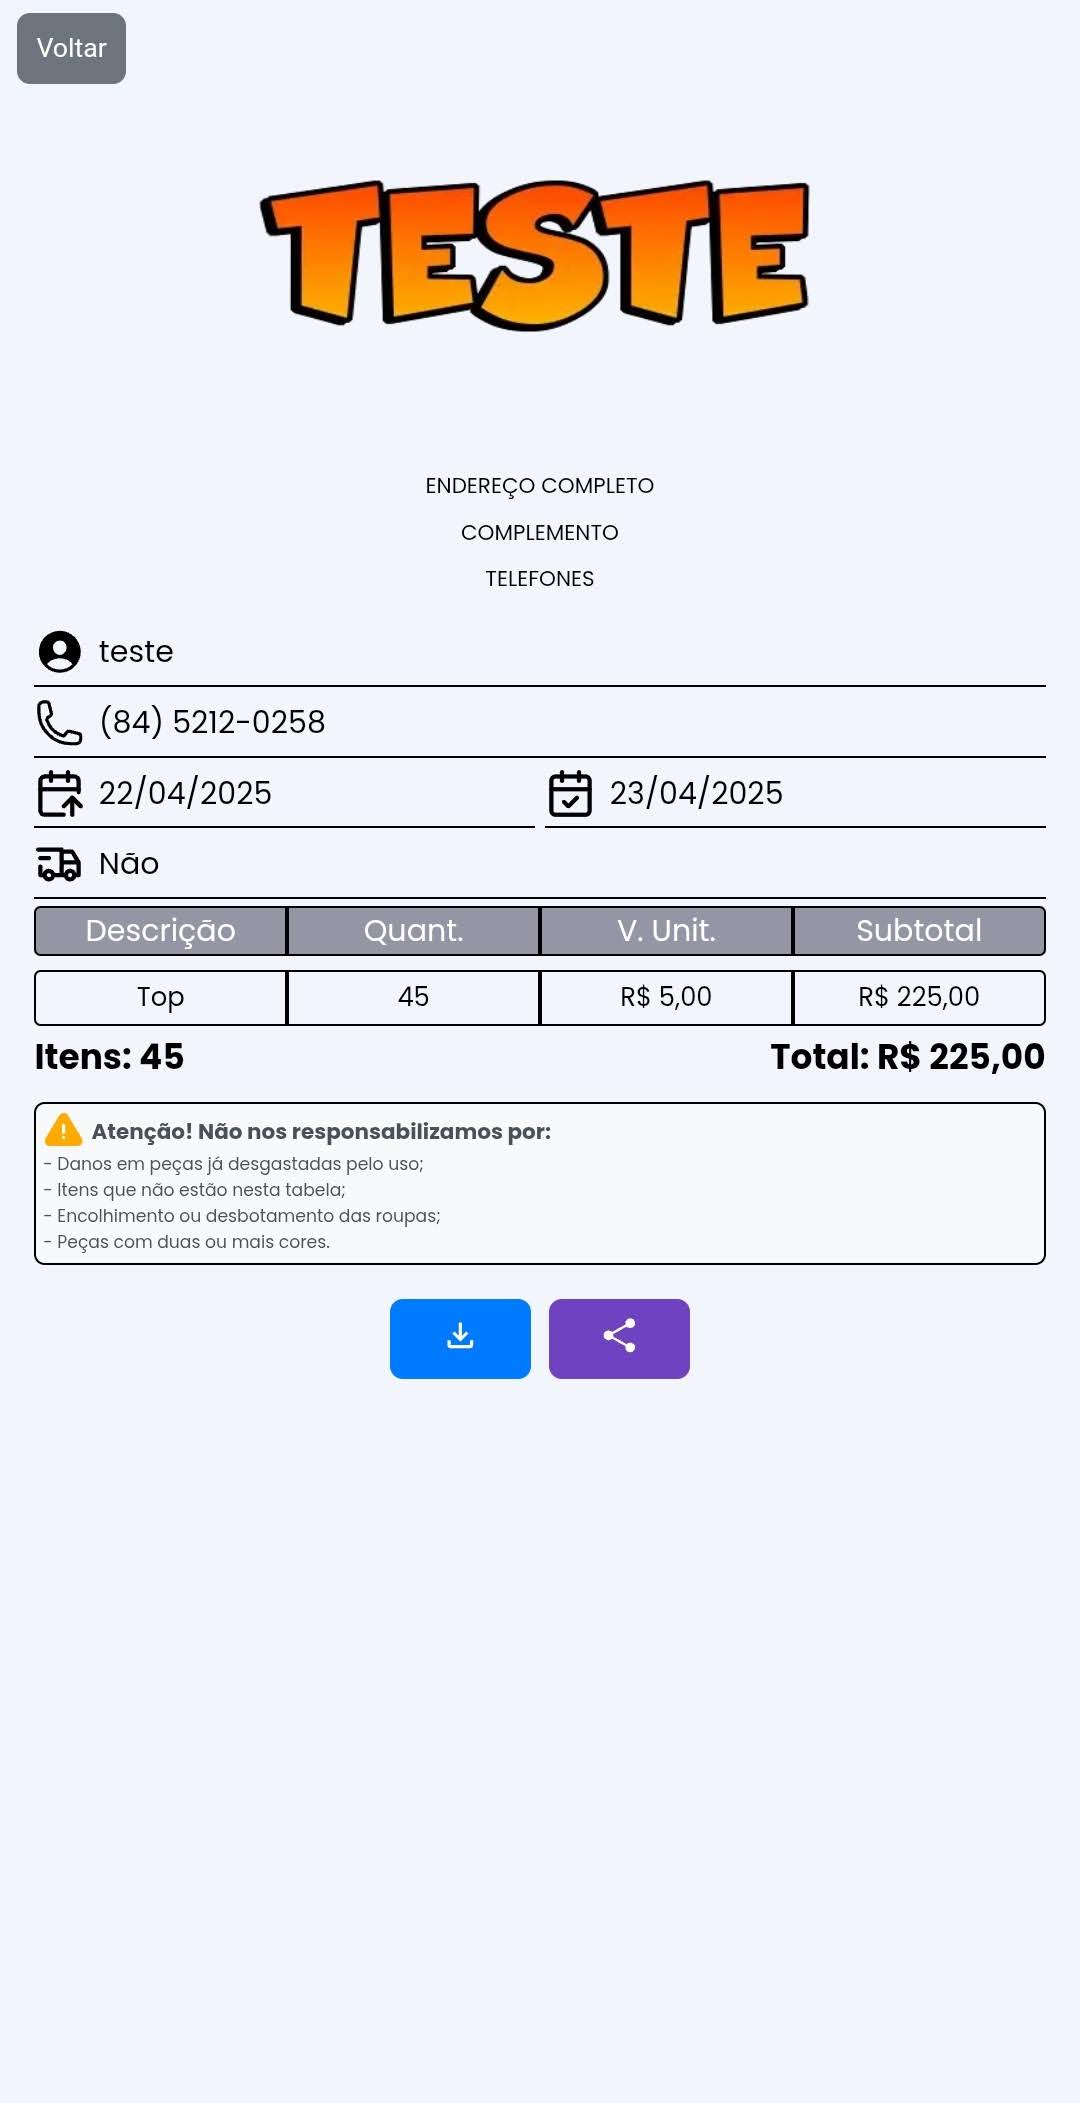 Voltar
TESTE
ENDEREÇO COMPLETO
COMPLEMENTO
TELEFONES
teste
(84) 5212-0258
22/04/2025 23/04/2025
Não
Descrição Quant. V. Unit. Subtotal
Top 45 R$ 5,00 R$ 225,00
Itens: 45 Total: R$ 225,00
Atenção! Não nos responsabilizamos por:
- Danos em peças já desgastadas pelo uso;
- Itens que não estão nesta tabela;
- Encolhimento ou desbotamento das roupas;
- Peças com duas ou mais cores.